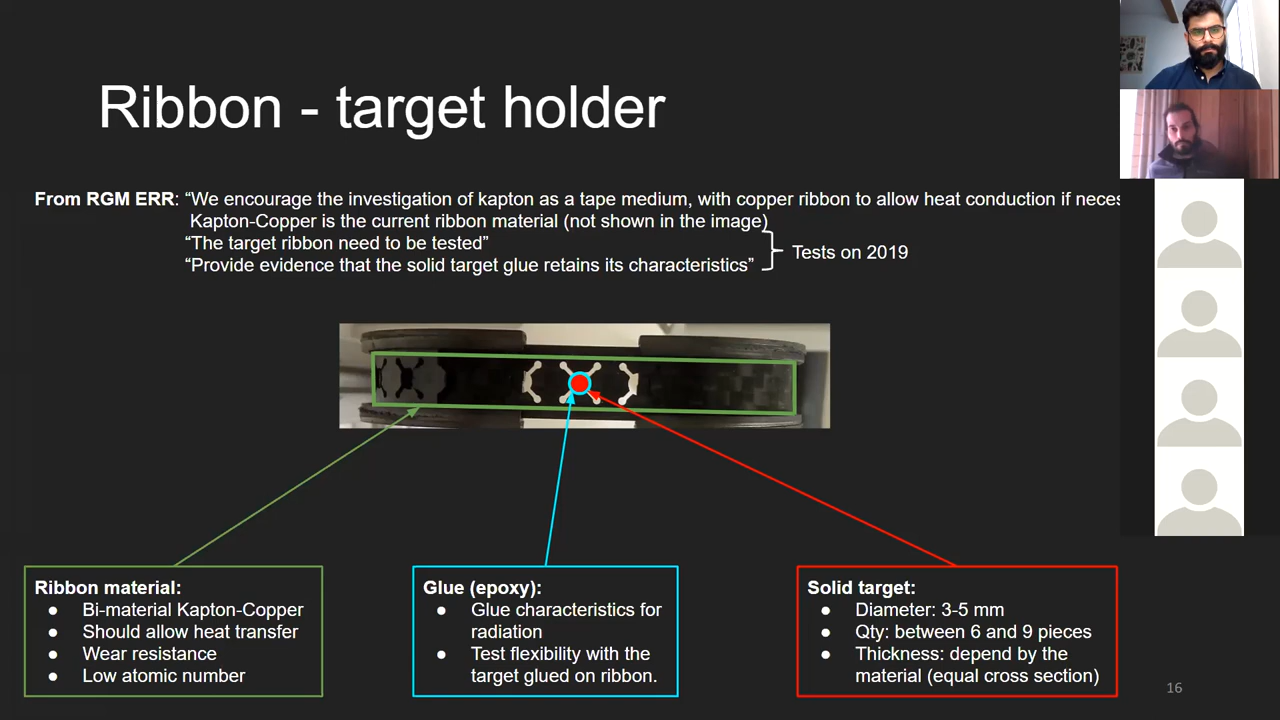 Ribbon - target holder
From RGM ERR: “We encourage the investigation of kapton as a tape medium, with copper ribbon to allow heat conduction if neces
Kapton-Copper is the current ribbon material (not shown in the image)
“The target ribbon need to be tested”
“Provide evidence that the solid target glue retains its characteristics”
Tests on 2019
Ribbon material:
● Bi-material Kapton-Copper
● Should allow heat transfer
● Wear resistance
● Low atomic number
Glue (epoxy):
● Glue characteristics for
radiation
● Test flexibility with the
target glued on ribbon.
Solid target:
● Diameter: 3-5 mm
● Qty: between 6 and 9 pieces
● Thickness: depend by the
material (equal cross section)
16